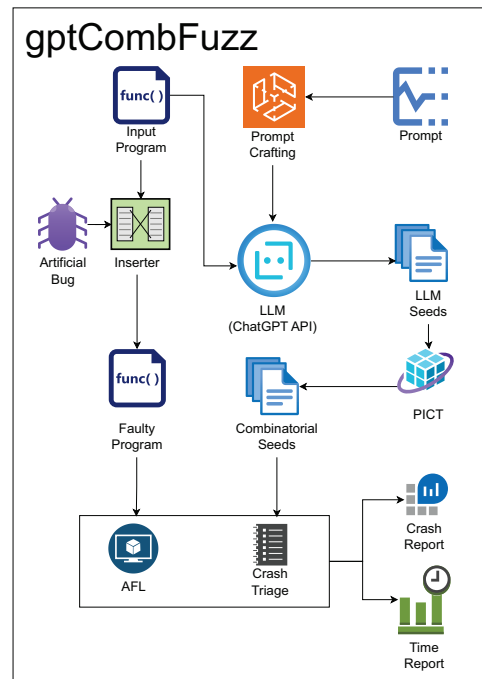 gptCombFuzz
func( )
Input
Program
Prompt
Crafting
Prompt
Artificial
Bug
Inserter
LLM
(ChatGPT API)
LLM
Seeds
func( )
Faulty
Program
Combinatorial
Seeds
PICT
AFL
Crash
Triage
Crash
Report
Time
Report